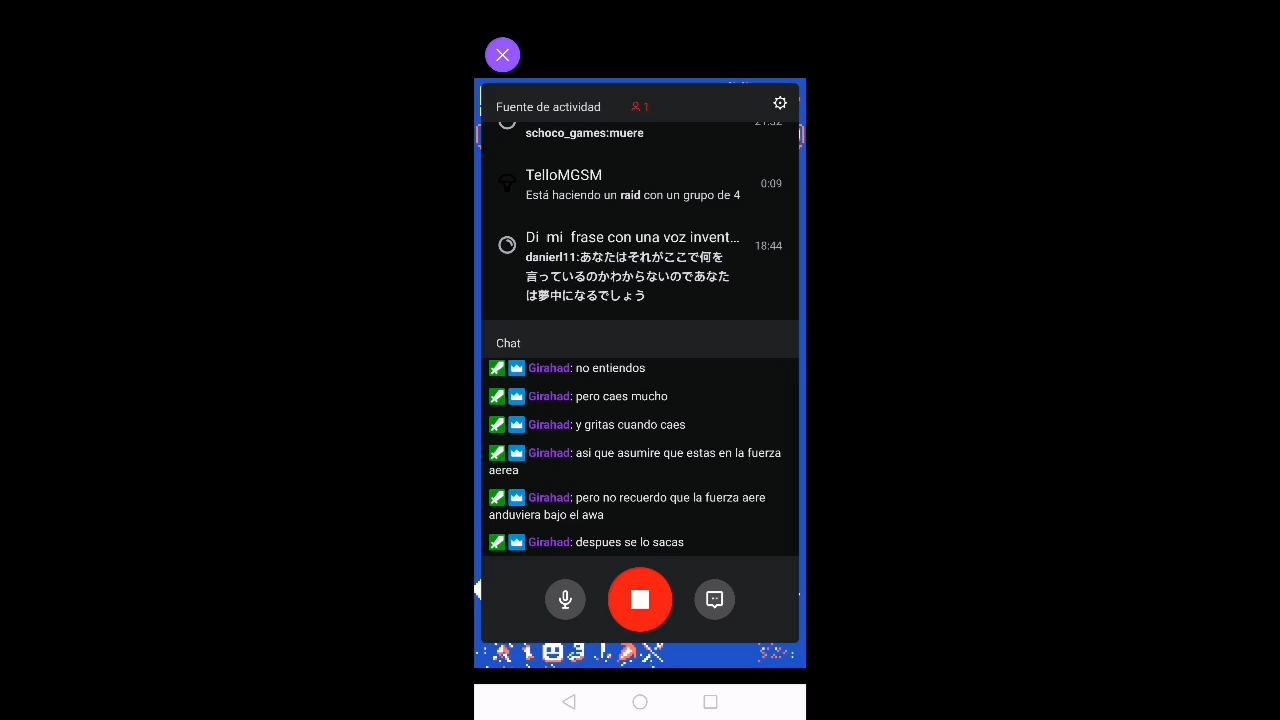 Fuente de actividad
1
schoco_games:muere
TelloMGSM
Está haciendo un raid con un grupo de 4
0:09
Di mi frase con una voz invent...
18:44
danierl11:あなたはそれがここで何を
言っているのかわからないのであなた
は夢中になるでしょう
Chat
Girahad: no entiendos
Girahad: pero caes mucho
Girahad: y gritas cuando caes
Girahad: asi que asumire que estas en la fuerza
aerea
Girahad: pero no recuerdo que la fuerza aere
anduviera bajo el awa
Girahad: despues se lo sacas